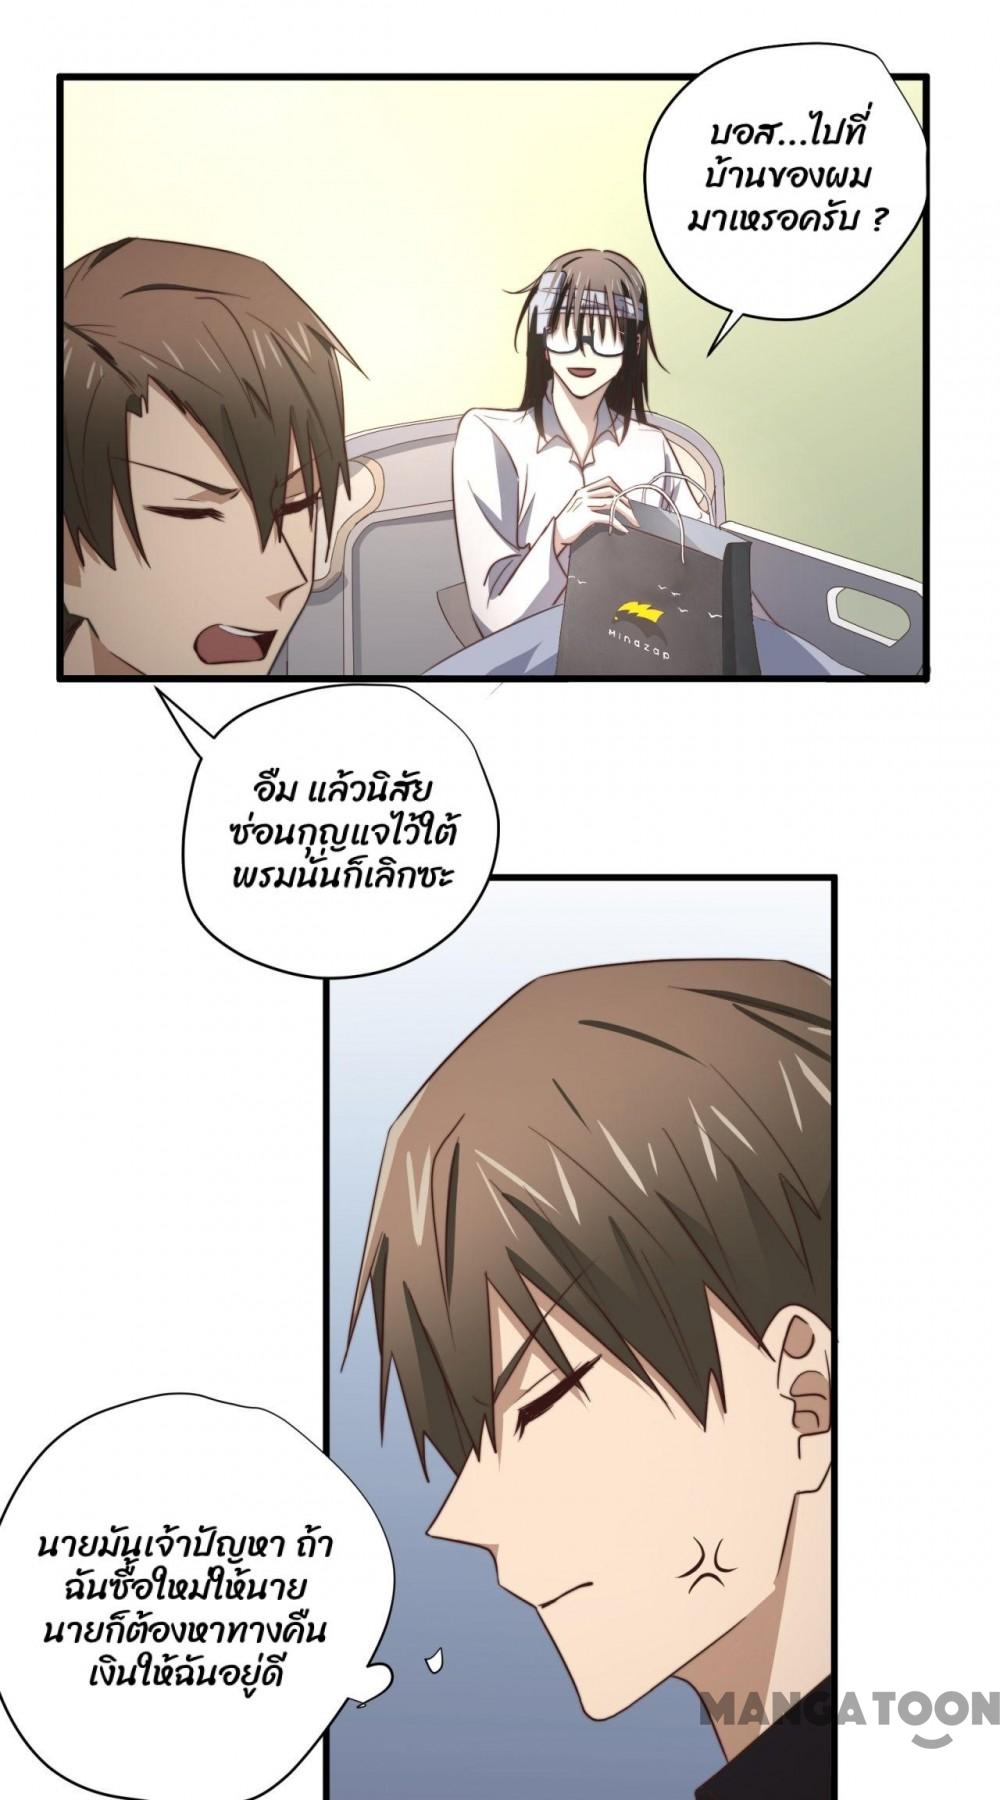 บอส...ไปที่
บ้านของผม
มาเหรอครับ ?
Minazap
อืม แล้วนิสัย
ซ่อนกุญแจไว้ใต้
พรมนั่นก็เลิกซะ
นายมันเจ้าปัญหา ถ้า
ฉันซื้อใหม่ให้นาย
นายก็ต้องหาทางคืน
เงินให้ฉันอยู่ดี
MANGATOON